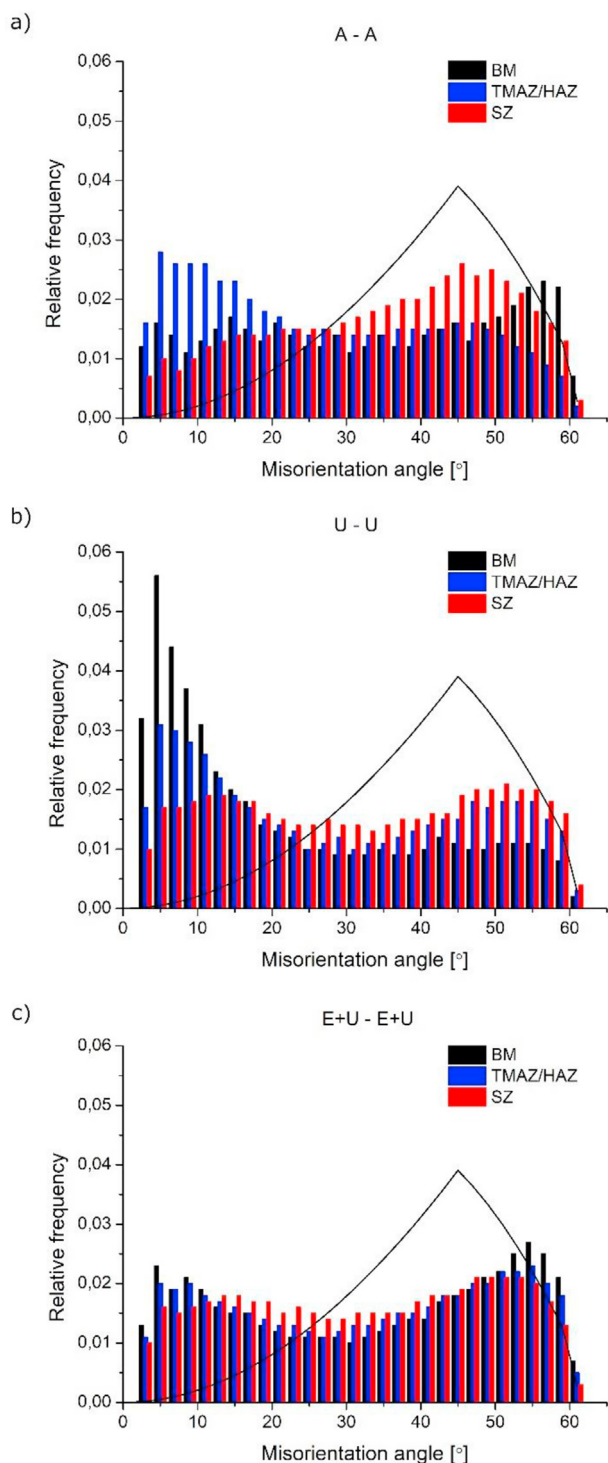 a)
A - A
BM
TMAZ/HAZ
SZ
0,06
0,05
0,04
0,03
0,02
0,01
0,00
Relative frequency
0 10 20 30 40 50 60
Misorientation angle [°]
b)
U - U
BM
TMAZ/HAZ
SZ
0,06
0,05
0,04
0,03
0,02
0,01
0,00
Relative frequency
0 10 20 30 40 50 60
Misorientation angle [°]
c)
E+U - E+U
BM
TMAZ/HAZ
SZ
0,06
0,05
0,04
0,03
0,02
0,01
0,00
Relative frequency
0 10 20 30 40 50 60
Misorientation angle [°]